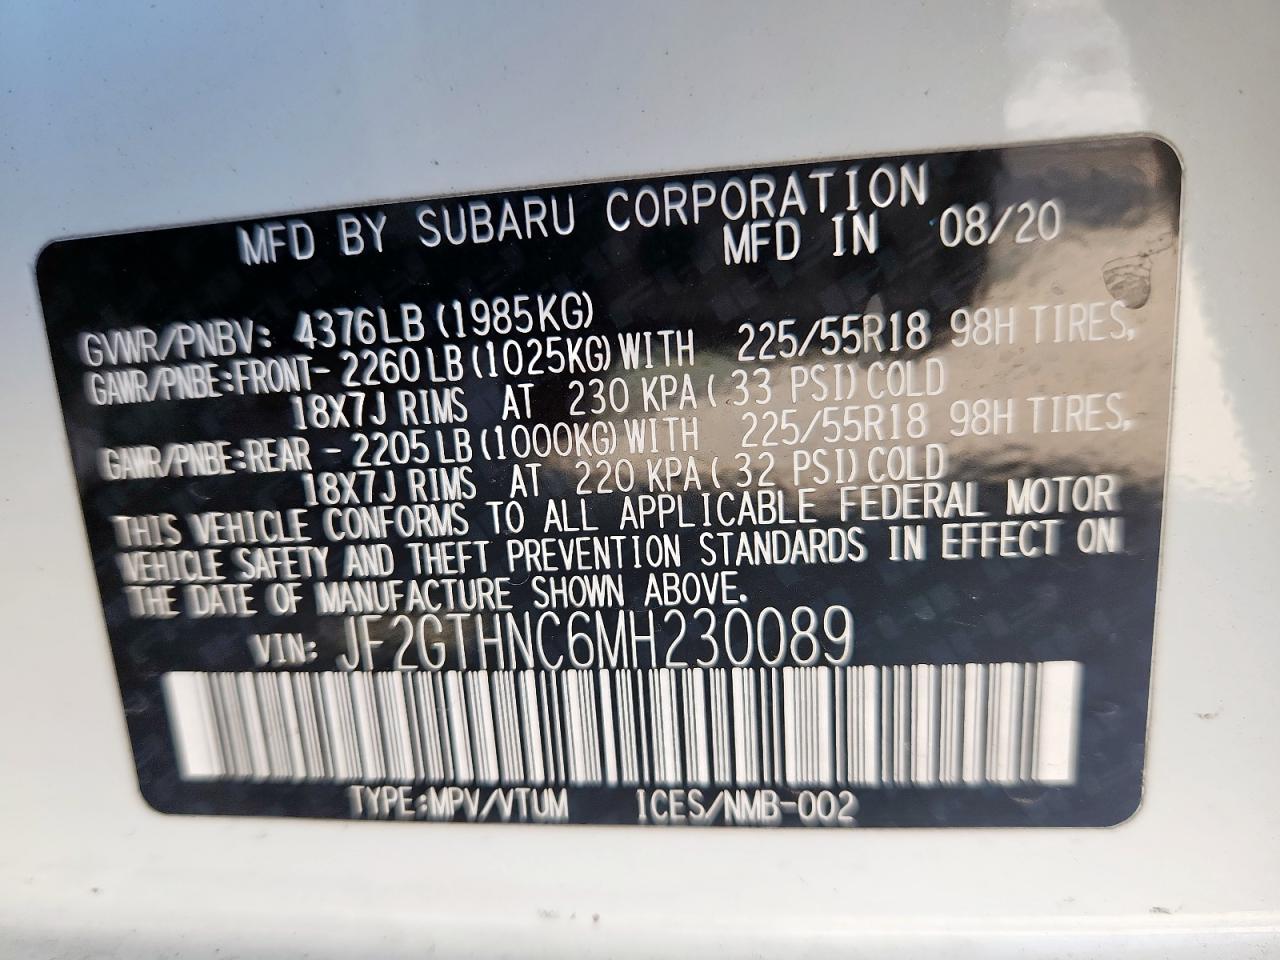 MFD BY SUBARU CORPORATION
MFD IN 08/20
GVWR/PNBV: 4376LB (1985KG)
GAWR/PNBE:FRONT- 2260LB (1025KG)WITH 225/55R18 98H TIRES,
18X7J RIMS AT 230 KPA( 33 PSI)COLD
GAWR/PNBE:REAR - 2205LB (1000KG)WITH 225/55R18 98H TIRES,
18X7J RIMS AT 220 KPA( 32 PSI)COLD
THIS VEHICLE CONFORMS TO ALL APPLICABLE FEDERAL MOTOR
VEHICLE SAFETY AND THEFT PREVENTION STANDARDS IN EFFECT ON
THE DATE OF MANUFACTURE SHOWN ABOVE.
VIN: JF2GTHNC6MH230089
TYPE:MPV/VTUM ICES/NMB-002